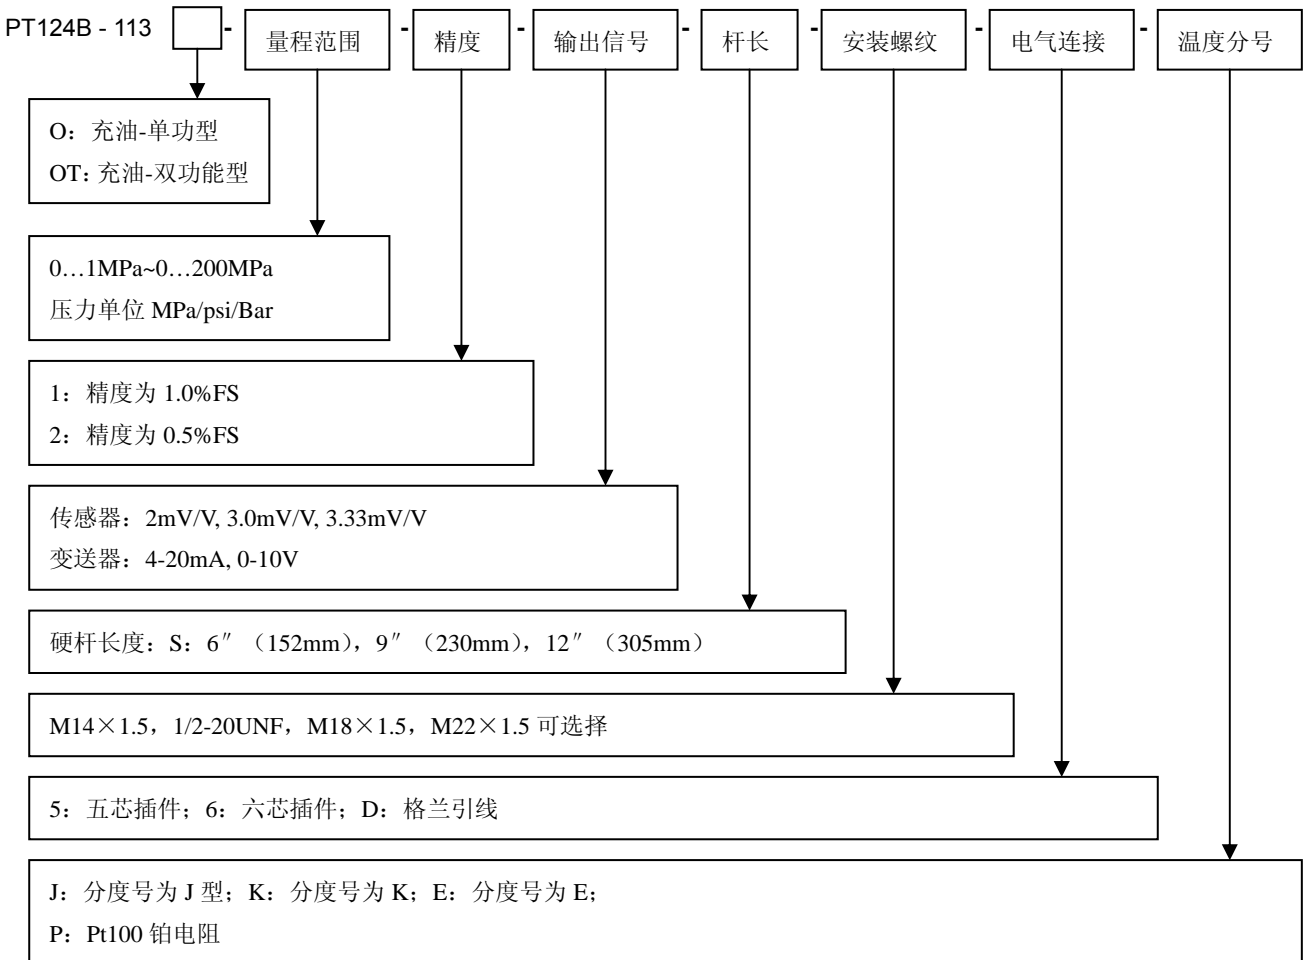 PT124B - 113 - 量程范围 - 精度 - 输出信号 - 杆长 - 安装螺纹 - 电气连接 - 温度分号
O：充油-单功型
OT：充油-双功能型
0…1MPa~0…200MPa
压力单位 MPa/psi/Bar
1：精度为 1.0%FS
2：精度为 0.5%FS
传感器：2mV/V, 3.0mV/V, 3.33mV/V
变送器：4-20mA, 0-10V
硬杆长度：S：6″（152mm），9″（230mm），12″（305mm）
M14×1.5，1/2-20UNF，M18×1.5，M22×1.5 可选择
5：五芯插件；6：六芯插件；D：格兰引线
J：分度号为 J 型；K：分度号为 K；E：分度号为 E；
P：Pt100 铂电阻